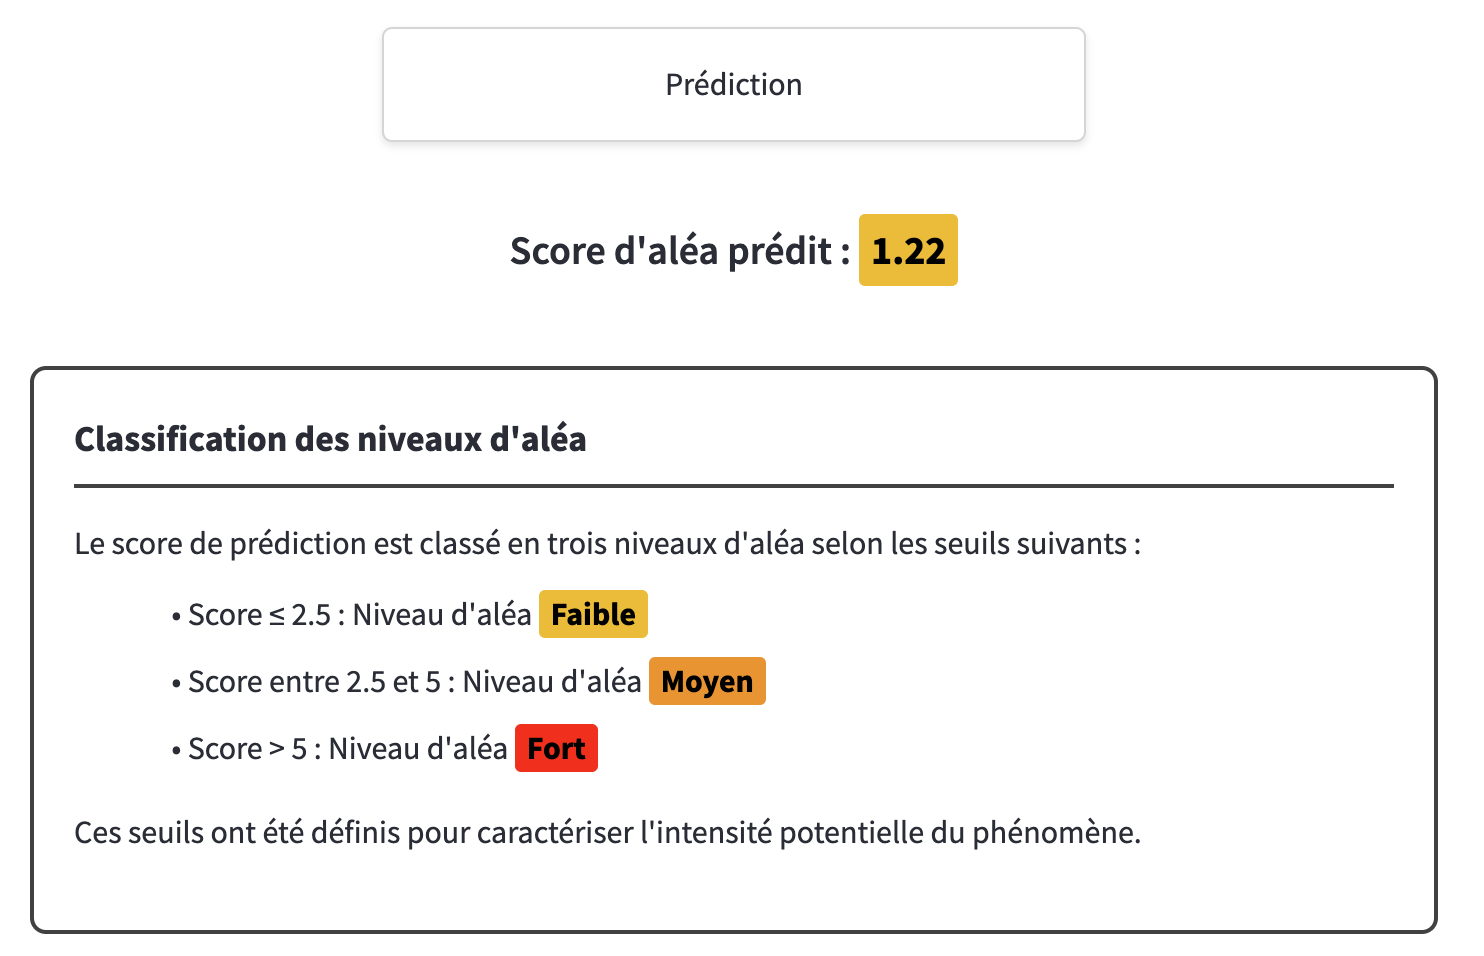 Prédiction
Score d'aléa prédit : 1.22
Classification des niveaux d'aléa
Le score de prédiction est classé en trois niveaux d'aléa selon les seuils suivants :
• Score ≤ 2.5 : Niveau d'aléa Faible
• Score entre 2.5 et 5 : Niveau d'aléa Moyen
• Score > 5 : Niveau d'aléa Fort
Ces seuils ont été définis pour caractériser l'intensité potentielle du phénomène.